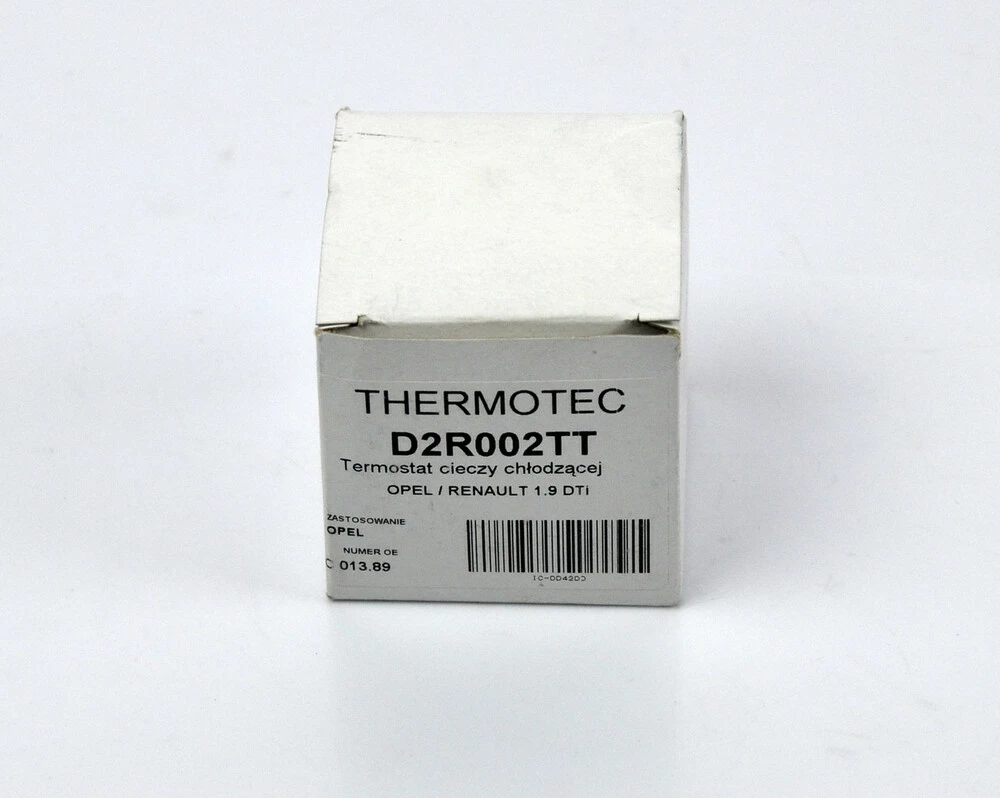 THERMOTEC
D2R002TT
Termostat cieczy chłodzącej
OPEL / RENAULT 1.9 DTi
ZASTOSOWANIE
OPEL
NUMER OE
C 013.89